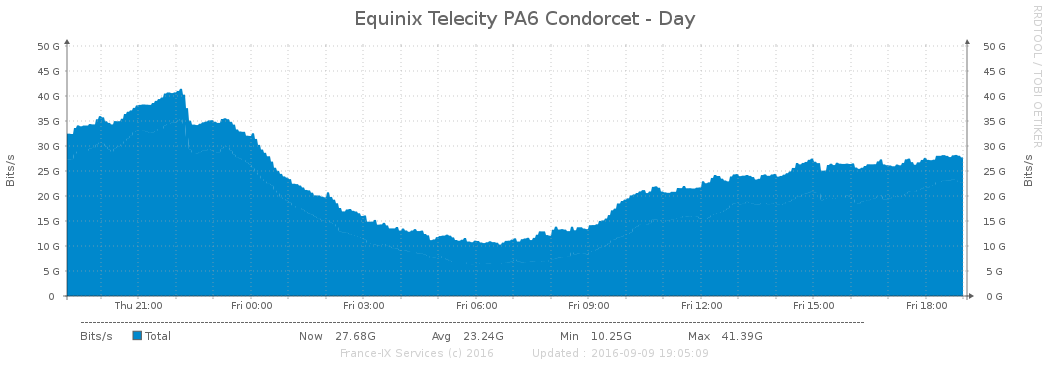 Equinix Telecity PA6 Condorcet - Day
RRDTOOL / TOBI OETIKER
50 G 50 G
45 G 45 G
40 G 40 G
35 G 35 G
30 G 30 G
25 G 25 G
20 G 20 G
15 G 15 G
10 G 10 G
5 G 5 G
0 0 G
Bits/s
Bits/s
Thu 21:00 Fri 00:00 Fri 03:00 Fri 06:00 Fri 09:00 Fri 12:00 Fri 15:00 Fri 18:00
Bits/s Total Now 27.68G Avg 23.24G Min 10.25G Max 41.39G
France-IX Services (c) 2016 Updated : 2016-09-09 19:05:09